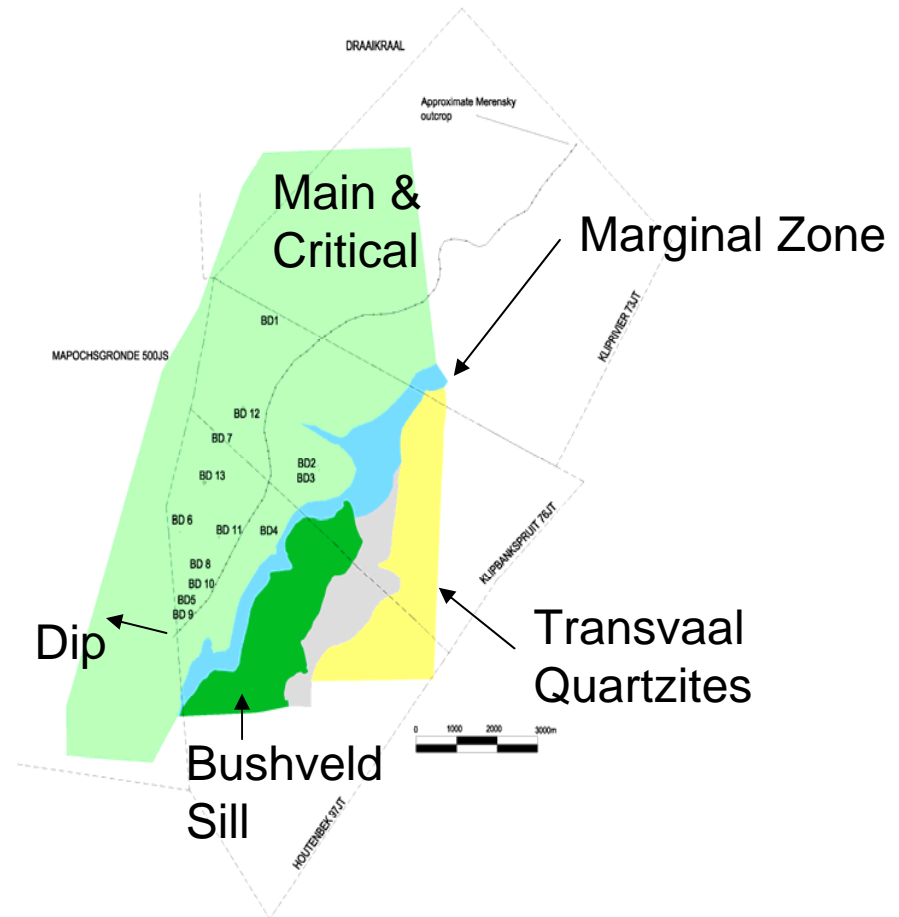 DRAAIKRAAL
Approximate Merensky
outcrop
Main &
Critical
Marginal Zone
BD1
KLIPRIVIER 73JT
MAPOCHSGRONDE 500JS
BD 12
BD 7
BD2
BD3
BD 13
BD 6
BD 11
BD4
KLIPBANKSPRUIT 76JT
BD 8
BD 10
BD5
BD 9
Dip
Transvaal
Quartzites
0 1000 2000 3000m
Bushveld
Sill
HOUTENBEK 97JT